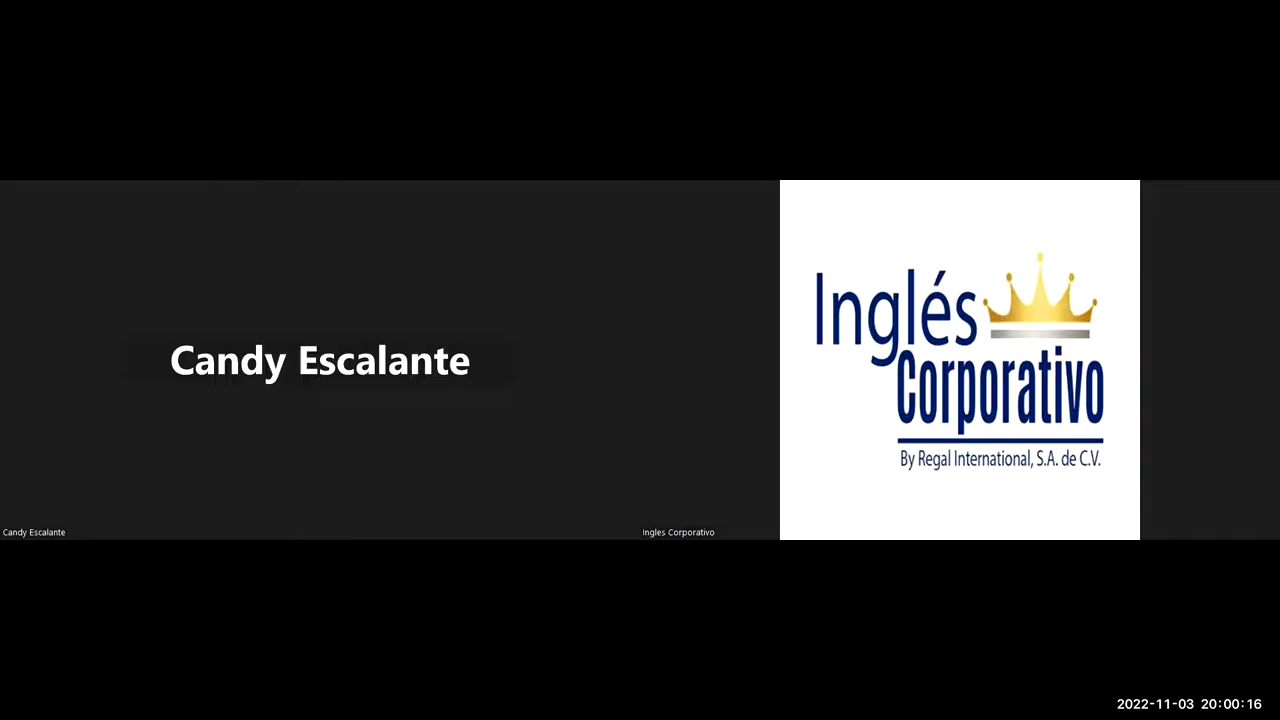 Candy Escalante
Inglés
Corporativo
By Regal International, S.A. de C.V.
Candy Escalante
Ingles Corporativo
2022-11-03 20:00:16